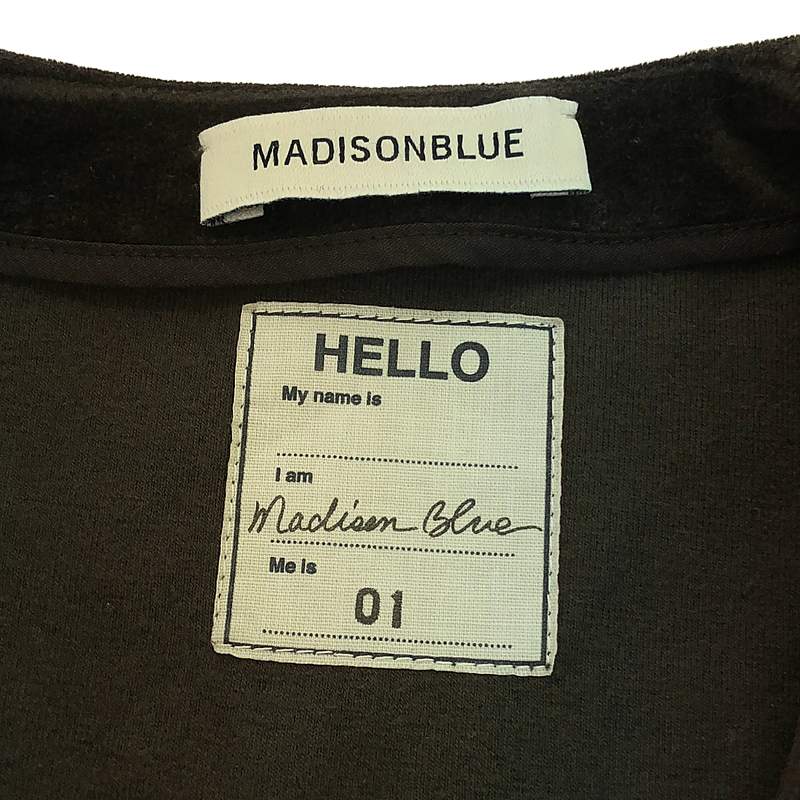 MADISONBLUE
HELLO
My name is
I am
Madison Blue
Me is
01